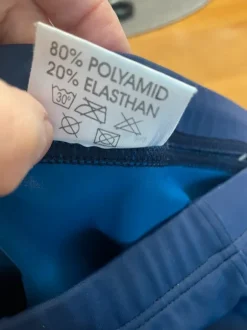 80% POLYAMID
20% ELASTHAN
30°